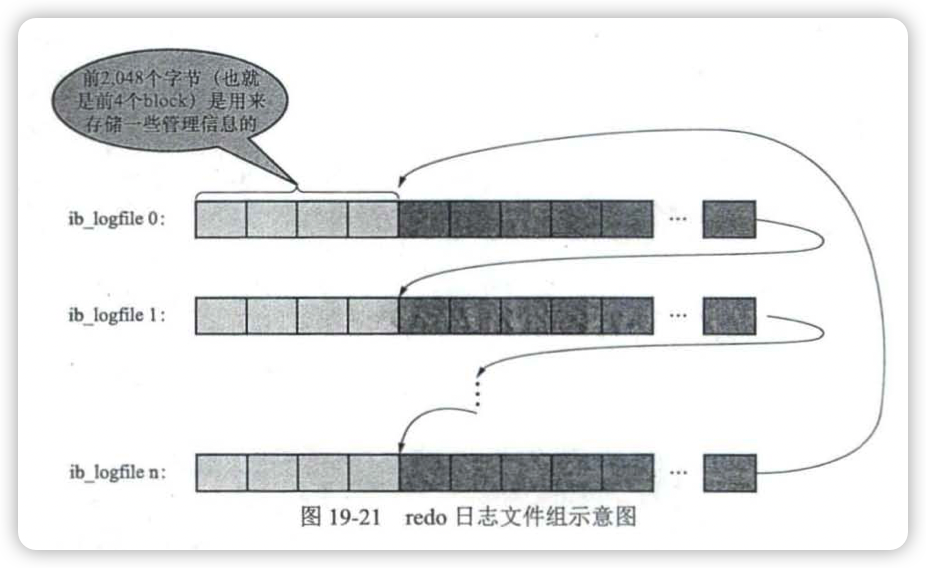 前2,048个字节（也就
是前4个block）是用来
存储一些管理信息的
ib_logfile 0:
...
ib_logfile 1:
...
ib_logfile n:
...
图 19-21 redo 日志文件组示意图